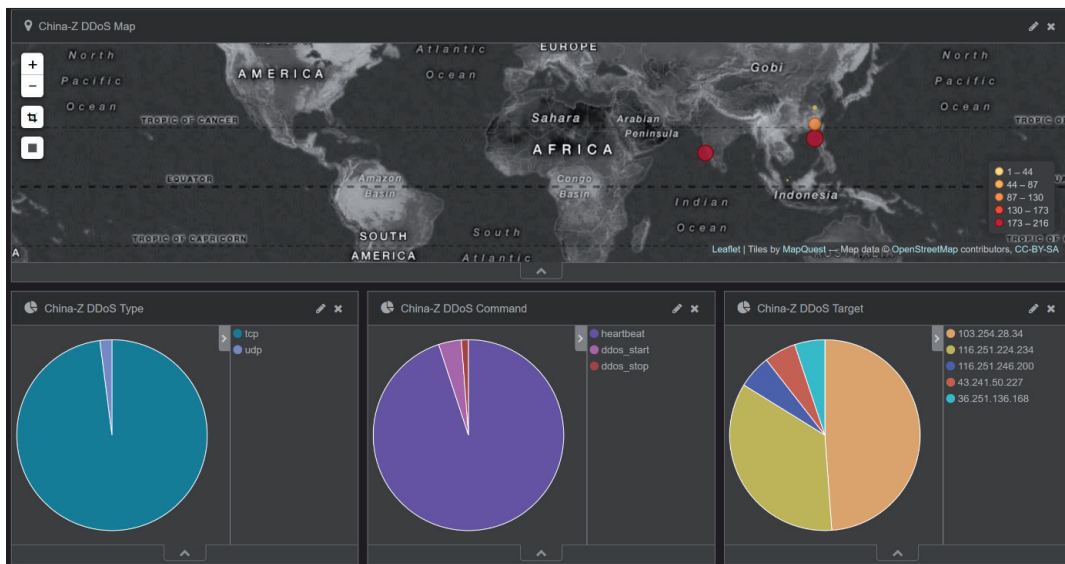 China-Z DDoS Map
North
Pacific
Ocean
AMERICA
Atlantic
Ocean
EUROPE
Gobi
North
Pacific
Ocean
+
−
TROPIC OF CANCER
Sahara
Arabian
Peninsula
AFRICA
TROPIC O
EQUATOR
Amazon
Basin
Congo
Basin
Indian
Ocean
Indonesia
EQUA
1 – 44
44 – 87
87 – 130
130 – 173
173 – 216
TROPIC OF CAPRICORN
SOUTH
AMERICA
South
Atlantic
A
TROPIC OF C
Leaflet | Tiles by MapQuest — Map data © OpenStreetMap contributors, CC-BY-SA
China-Z DDoS Type
tcp
udp
China-Z DDoS Command
heartbeat
ddos_start
ddos_stop
China-Z DDoS Target
103.254.28.34
116.251.224.234
116.251.246.200
43.241.50.227
36.251.136.168